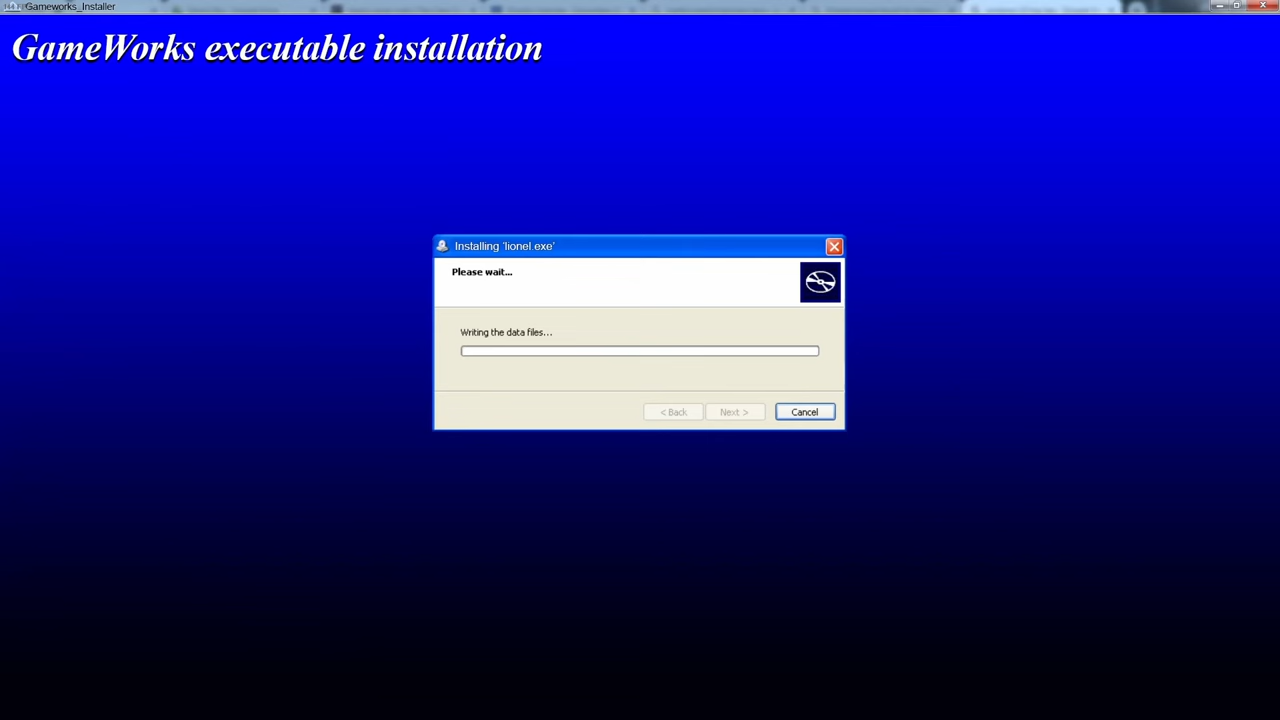 Gameworks_Installer
GameWorks executable installation
Installing 'lionel.exe'
Please wait...
Writing the data files...
< Back
Next >
Cancel